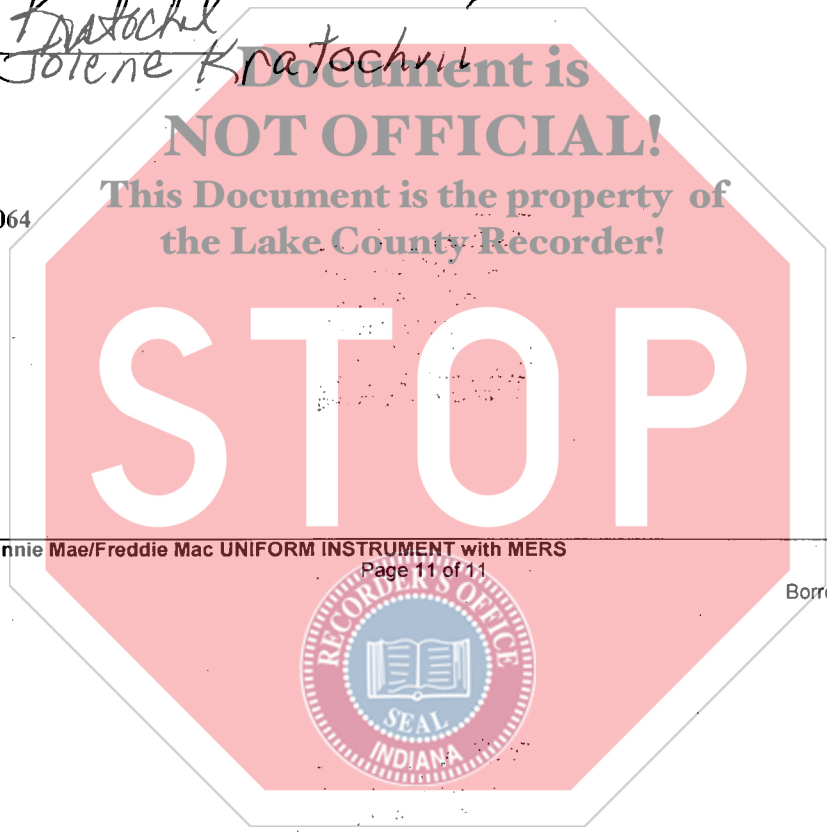 Kratochvil
Jolene Kratochvil
Document is
NOT OFFICIAL!
This Document is the property of
064
the Lake County Recorder!
STOP
nnie Mae/Freddie Mac UNIFORM INSTRUMENT with MERS
Page 11 of 11
Borro
RECORDER'S OFFICE
SEAL
INDIANA